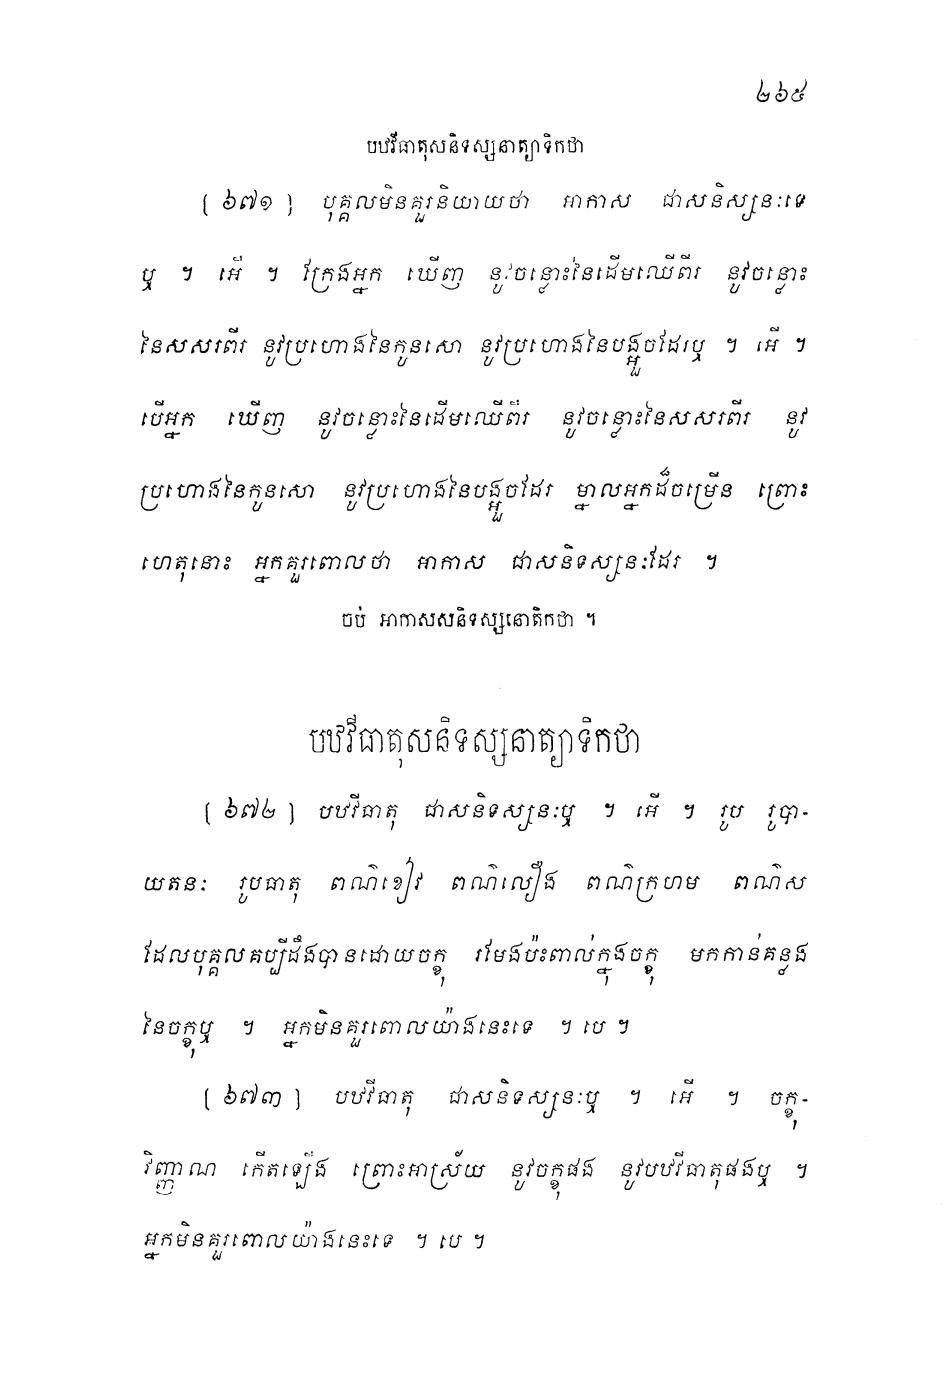 ២៦៥
បឋវីធាតុសនិទស្សនាត្យាទិកថា
[ ៦៧១ ] បុគ្គលមិនគួរនិយាយថា អាកាស ជាសនិស្សនៈទេ
ឬ ។ អើ ។ ក្រែងអ្នក ឃើញ នូវចន្លោះនៃដើមឈើពីរ នូវចន្លោះ
នៃសសរពីរ នូវប្រហោងនៃកូនសោ នូវប្រហោងនៃបង្អួចដែរឬ ។ អើ ។
បើអ្នក ឃើញ នូវចន្លោះនៃដើមឈើពីរ នូវចន្លោះនៃសសរពីរ នូវ
ប្រហោងនៃកូនសោ នូវប្រហោងនៃបង្អួចដែរ ម្នាលអ្នកដ៏ចម្រើន ព្រោះ
ហេតុនោះ អ្នកគួរពោលថា អាកាស ជាសនិទស្សនៈដែរ ។
ចប់ អាកាសសនិទស្សនោតិកថា ។
បឋវីធាតុសនិទស្សនាត្យាទិកថា
[ ៦៧២ ] បឋវីធាតុ ជាសនិទស្សនៈឬ ។ អើ ។ រូប រូបា-
យតនៈ រូបធាតុ ពណ៌ខៀវ ពណ៌លឿង ពណ៌ក្រហម ពណ៌ស
ដែលបុគ្គលគប្បីដឹងបានដោយចក្ខុ រមែងប៉ះពាល់ក្នុងចក្ខុ មកកាន់គន្លង
នៃចក្ខុឬ ។ អ្នកមិនគួរពោលយ៉ាងនេះទេ ។ បេ ។
[ ៦៧៣ ] បឋវីធាតុ ជាសនិទស្សនៈឬ ។ អើ ។ ចក្ខុ-
វិញ្ញាណ កើតឡើង ព្រោះអាស្រ័យ នូវចក្ខុផង នូវបឋវីធាតុផងឬ ។
អ្នកមិនគួរពោលយ៉ាងនេះទេ ។ បេ ។